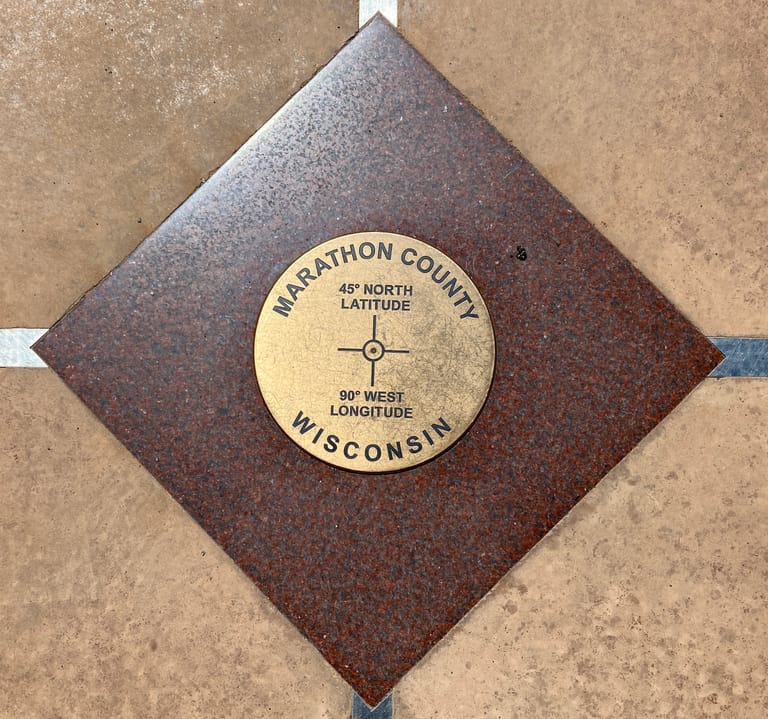 MARATHON COUNTY
45° NORTH
LATITUDE
90° WEST
LONGITUDE
WISCONSIN